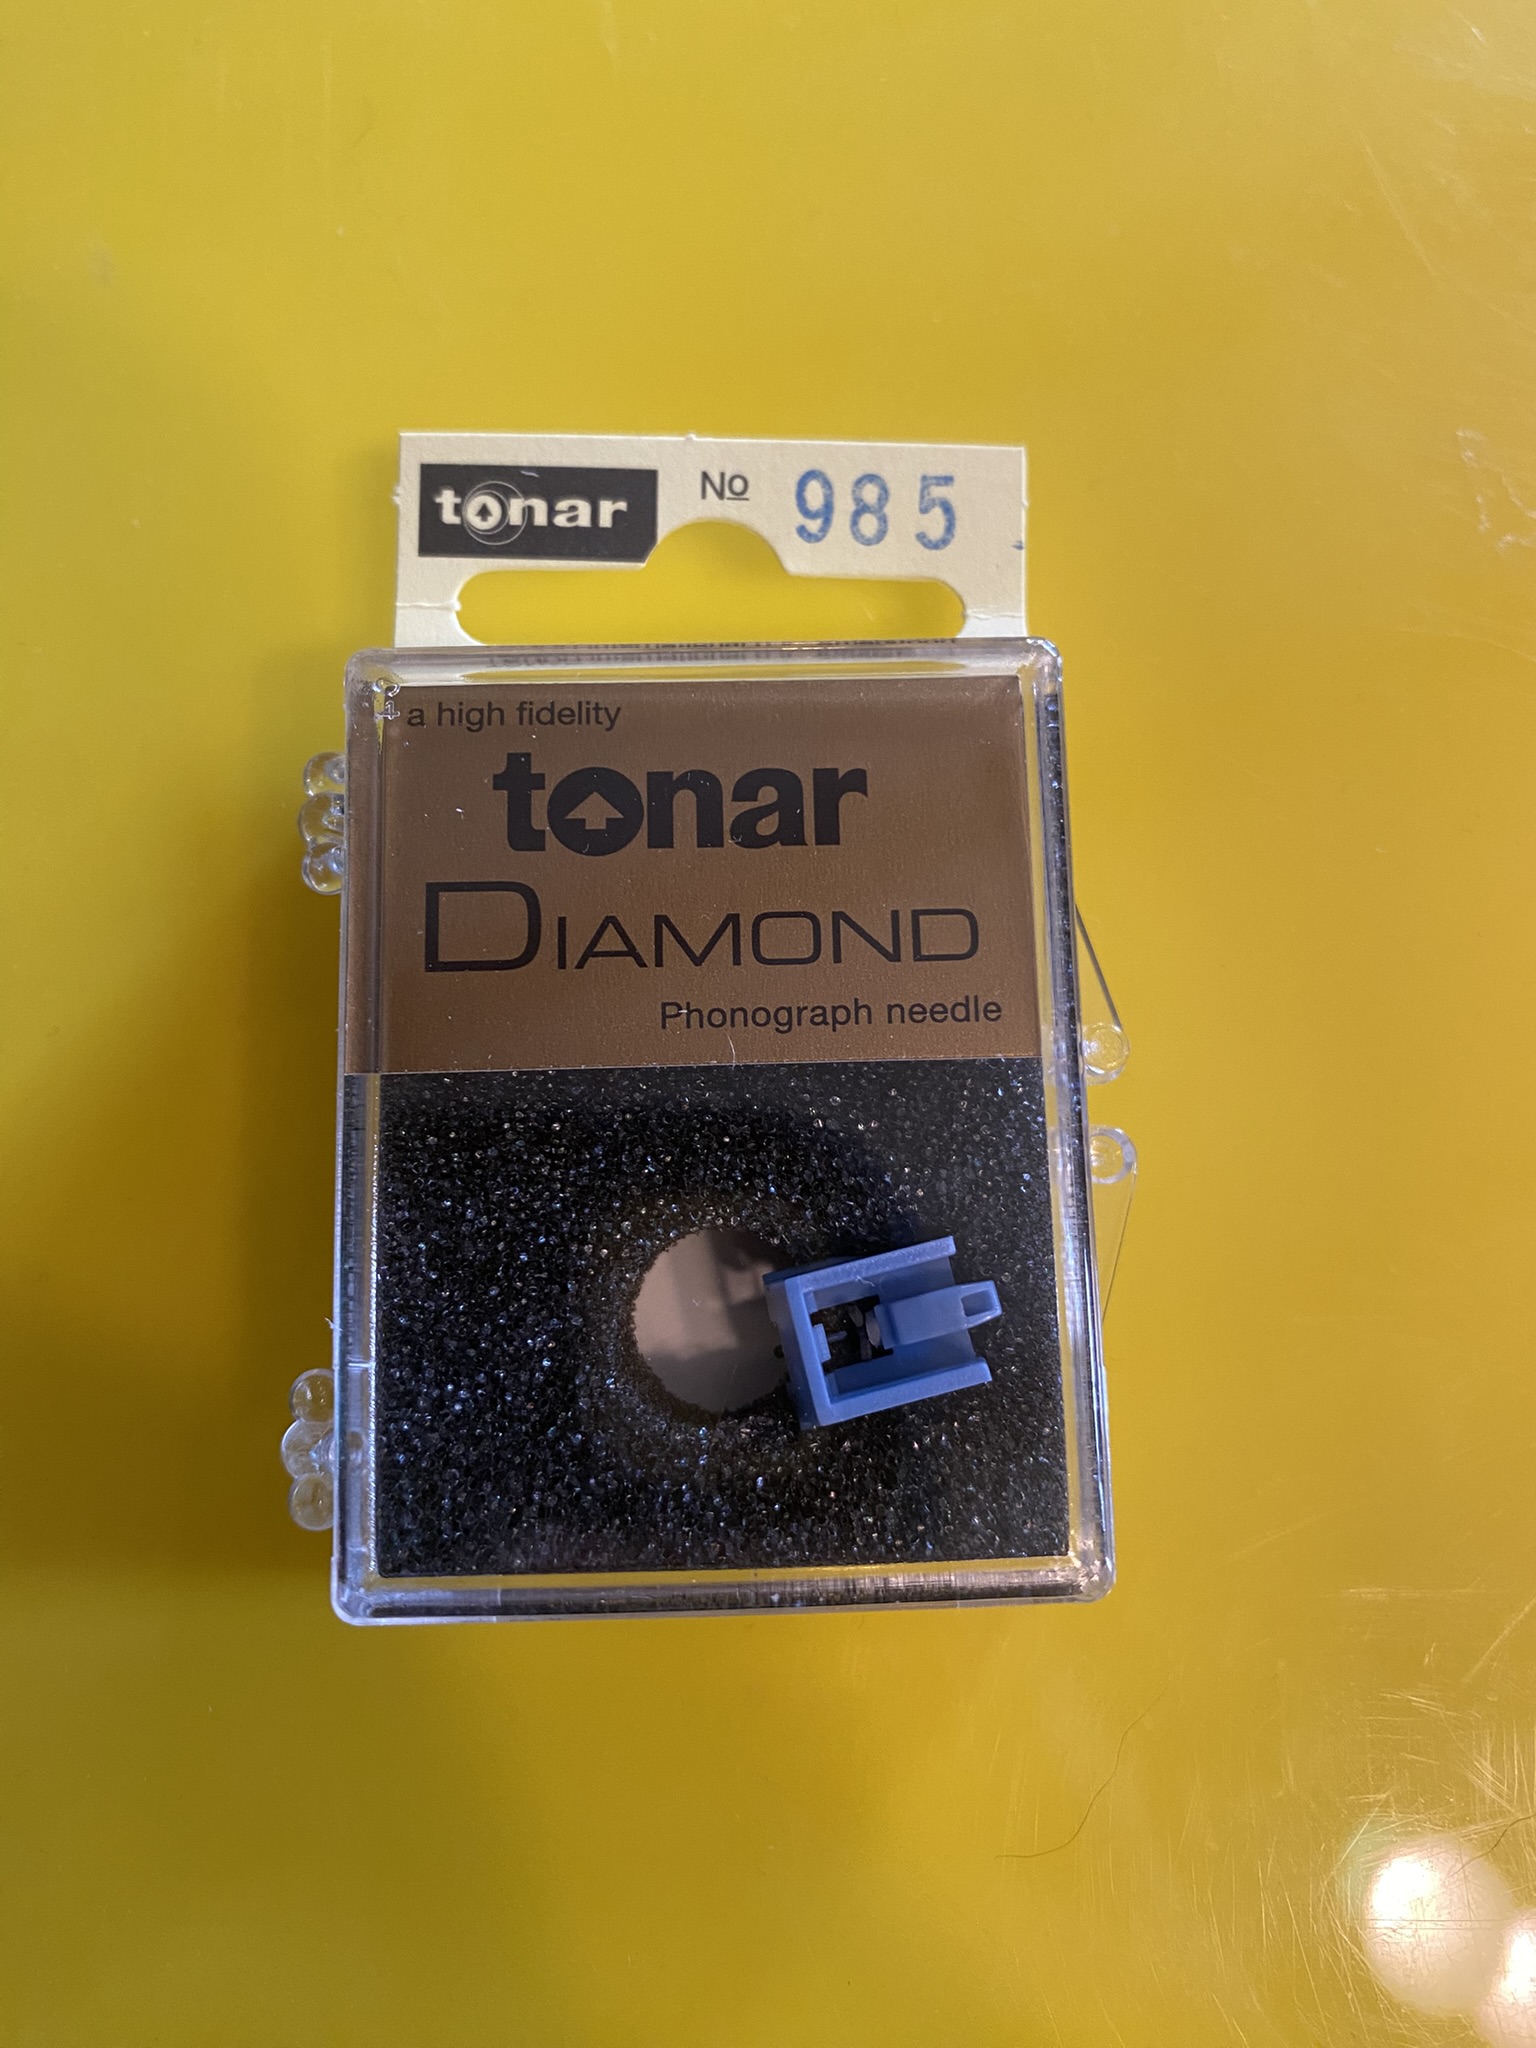 tonar
No 985
a high fidelity
tonar
DIAMOND
Phonograph needle